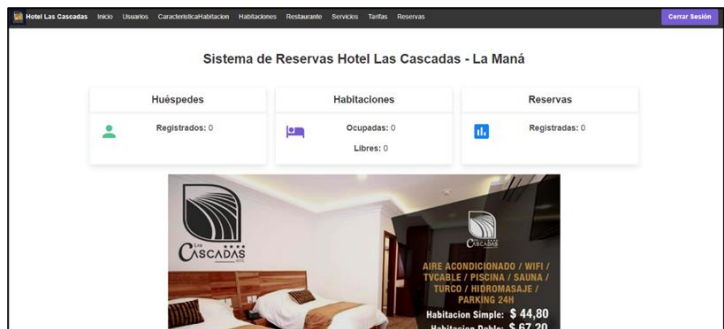 Hotel Las Cascadas Inicio Usuarios CaracteristicaHabitacion Habitaciones Restaurante Servicios Tarifas Reservas Cerrar Sesión
Sistema de Reservas Hotel Las Cascadas - La Maná
Huéspedes Habitaciones Reservas
Registrados: 0 Ocupadas: 0 Registradas: 0
Libres: 0
LAS
CASCADAS
CASCADAS
AIRE ACONDICIONADO / WIFI /
TVCABLE / PISCINA / SAUNA /
TURCO / HIDROMASAJE /
PARKING 24H
Habitacion Simple: $ 44,80
Habitacion Doble: $ 67,20